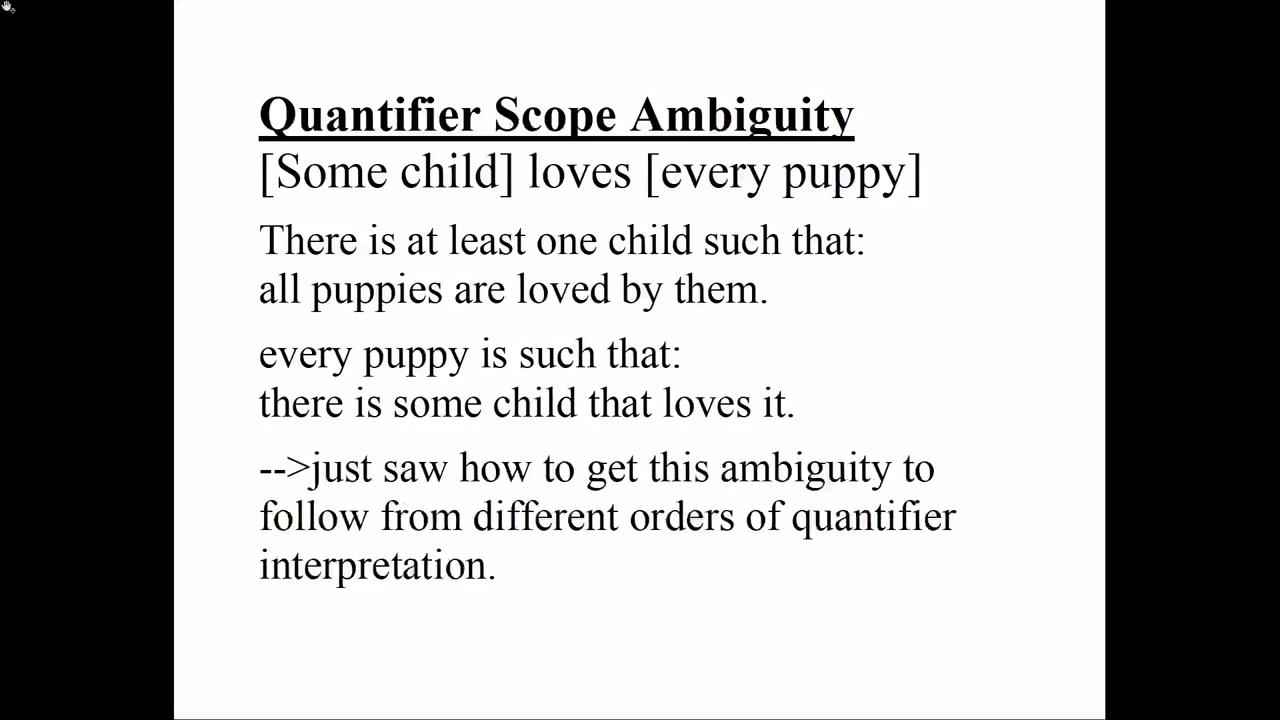 Quantifier Scope Ambiguity
[Some child] loves [every puppy]
There is at least one child such that:
all puppies are loved by them.
every puppy is such that:
there is some child that loves it.
-->just saw how to get this ambiguity to
follow from different orders of quantifier
interpretation.